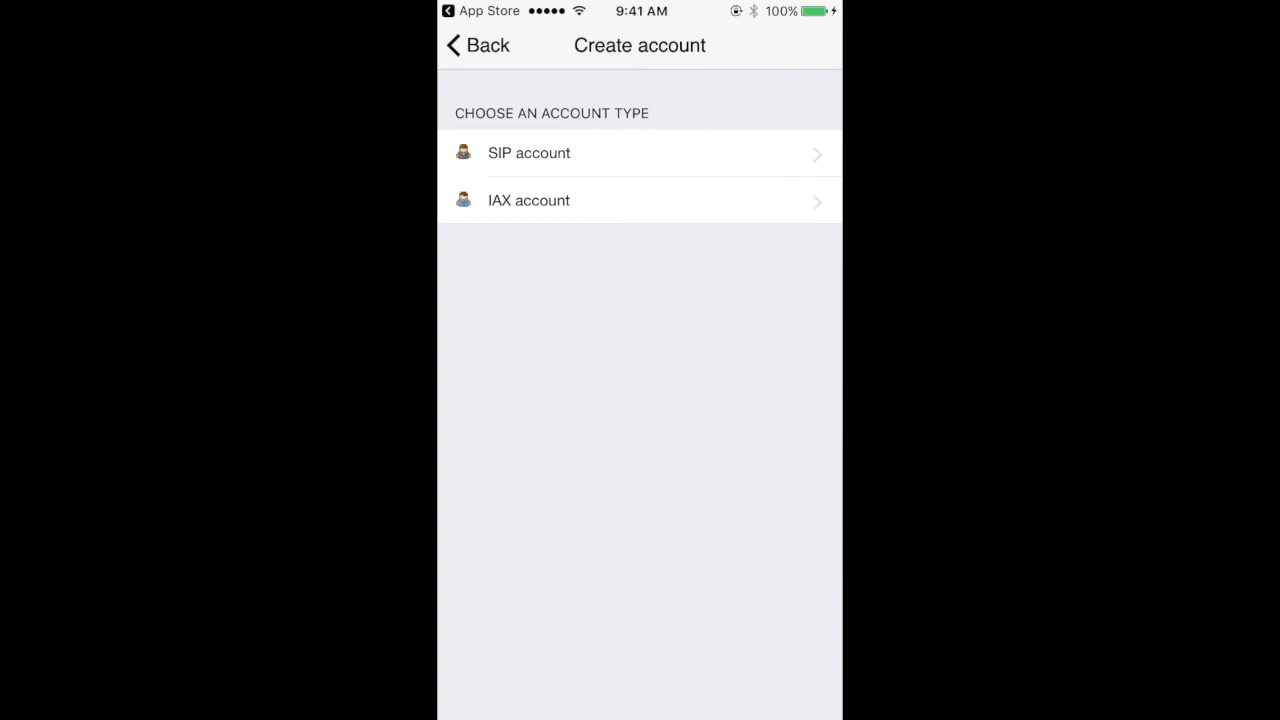 App Store 9:41 AM 100%
Back Create account
CHOOSE AN ACCOUNT TYPE
SIP account
IAX account